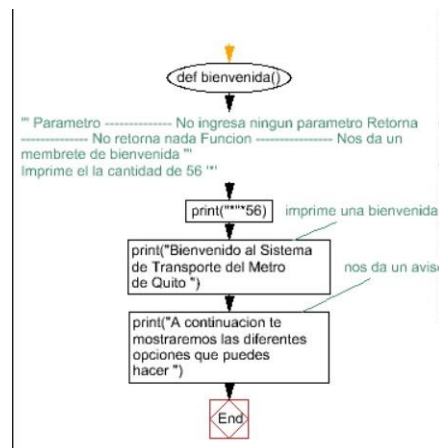 def bienvenida()
''' Parametro -------------- No ingresa ningun parametro Retorna
-------------- No retorna nada Funcion ---------------- Nos da un
membrete de bienvenida '''
Imprime el la cantidad de 56 '*'
print("*"*56)
imprime una bienvenida
print("Bienvenido al Sistema
de Transporte del Metro
de Quito ")
nos da un aviso
print("A continuacion te
mostraremos las diferentes
opciones que puedes
hacer ")
End